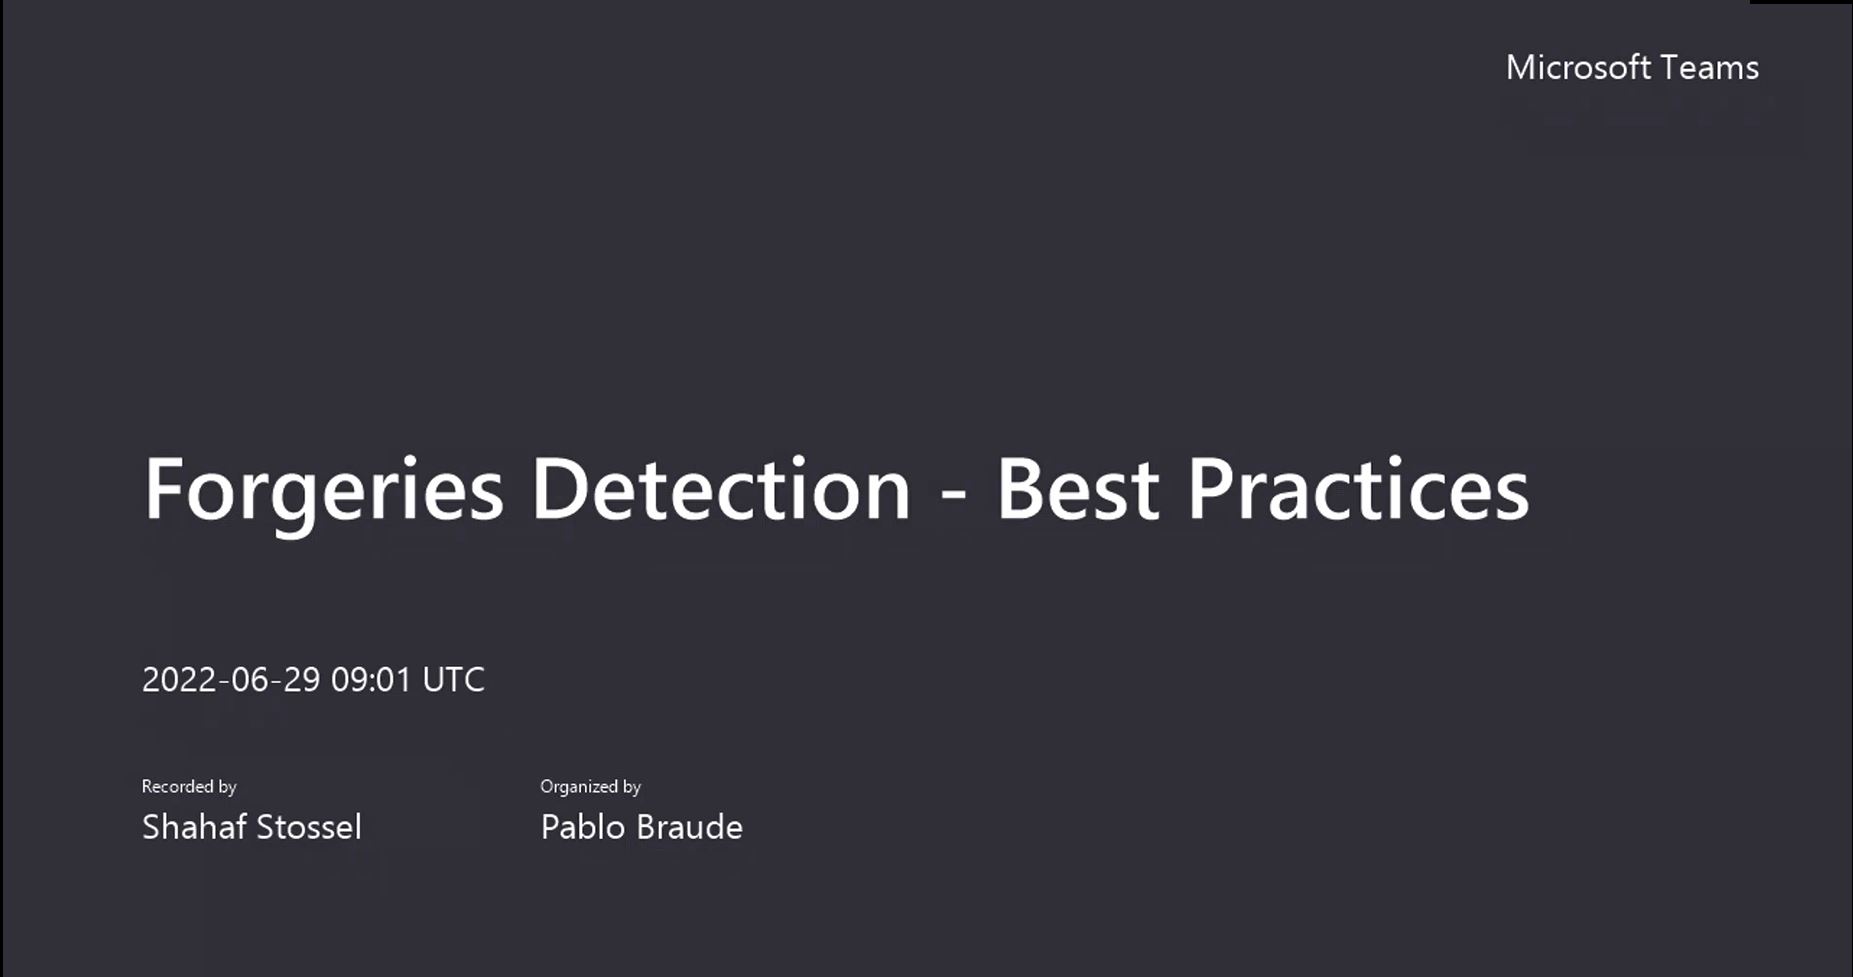 Microsoft Teams
Forgeries Detection - Best Practices
2022-06-29 09:01 UTC
Recorded by
Shahaf Stossel
Organized by
Pablo Braude